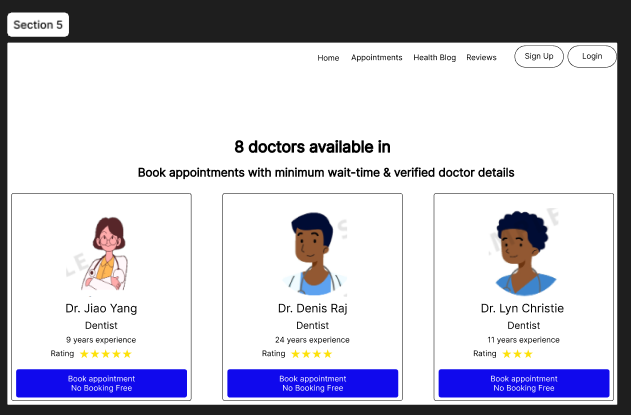 Section 5
Home Appointments Health Blog Reviews Sign Up Login
8 doctors available in
Book appointments with minimum wait-time & verified doctor details
Dr. Jiao Yang
Dentist
9 years experience
Rating
Book appointment
No Booking Free
Dr. Denis Raj
Dentist
24 years experience
Rating
Book appointment
No Booking Free
Dr. Lyn Christie
Dentist
11 years experience
Rating
Book appointment
No Booking Free